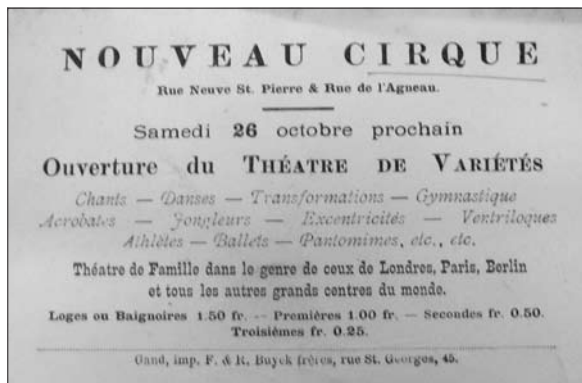 NOUVEAU CIRQUE
Rue Neuve St. Pierre & Rue de l'Agneau.
Samedi 26 octobre prochain
Ouverture du THÉATRE DE VARIÉTÉS
Chants — Danses — Transformations — Gymnastique
Acrobates — Jongleurs — Excentricités — Ventriloques
Athlètes — Ballets — Pantomimes, etc., etc.
Théatre de Famille dans le genre de ceux de Londres, Paris, Berlin
et tous les autres grands centres du monde.
Loges ou Baignoires 1.50 fr. — Premières 1.00 fr. — Secondes fr. 0.50.
Troisièmes fr. 0.25.
Gand, imp. F. & R. Buyck frères, rue St. Georges, 45.